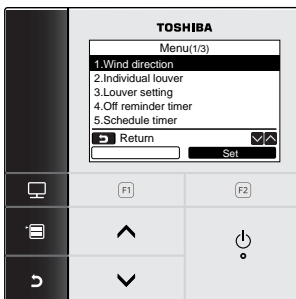 TOSHIBA
Menu(1/3)
1.Wind direction
2.Individual louver
3.Louver setting
4.Off reminder timer
5.Schedule timer
Return
Set
F1 F2